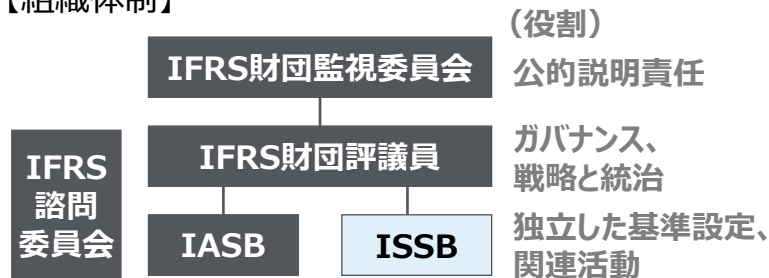 【組織体制】
（役割）
IFRS財団監視委員会
公的説明責任
IFRS財団評議員
ガバナンス、
戦略と統治
IFRS
諮問
委員会
IASB
ISSB
独立した基準設定、
関連活動